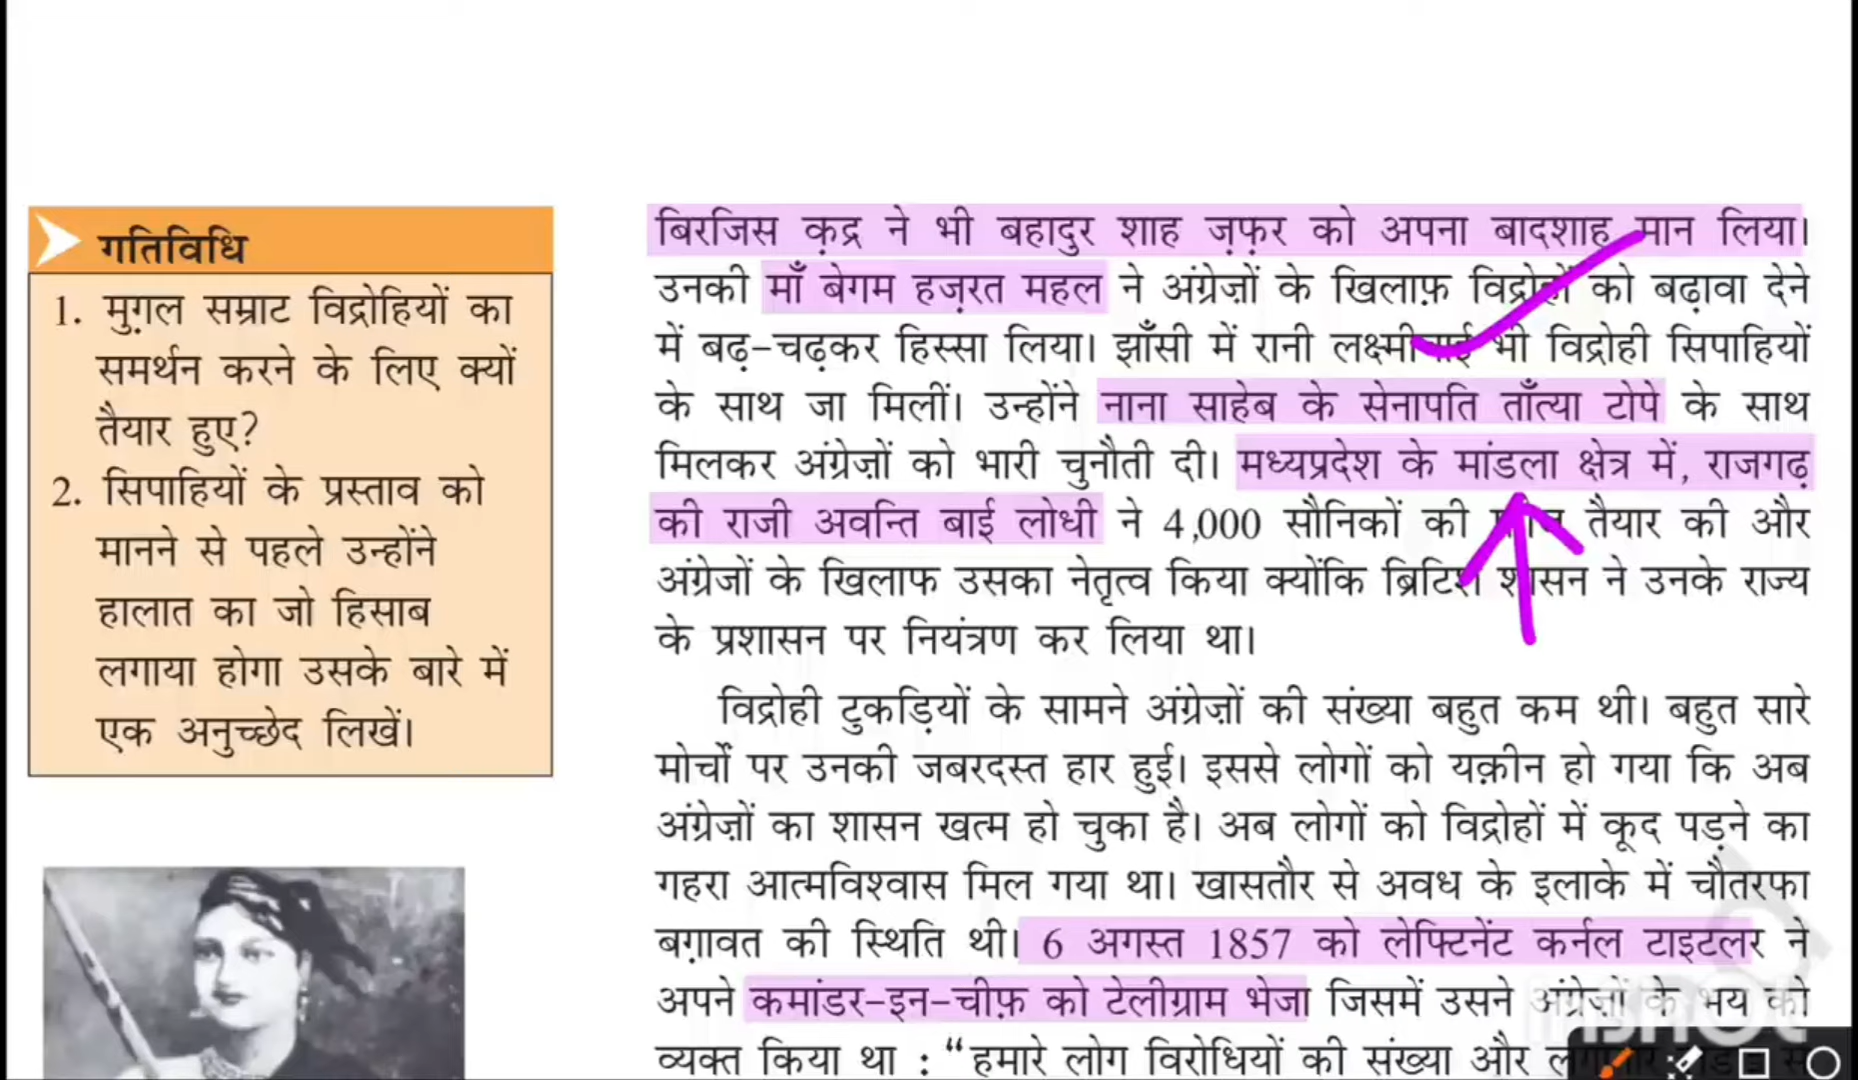 गतिविधि
1. मुग़ल सम्राट विद्रोहियों का
समर्थन करने के लिए क्यों
तैयार हुए?
2. सिपाहियों के प्रस्ताव को
मानने से पहले उन्होंने
हालात का जो हिसाब
लगाया होगा उसके बारे में
एक अनुच्छेद लिखें।
बिरजिस क़द्र ने भी बहादुर शाह ज़फ़र को अपना बादशाह मान लिया।
उनकी माँ बेगम हज़रत महल ने अंग्रेज़ों के खिलाफ़ विद्रोहों को बढ़ावा देने
में बढ़-चढ़कर हिस्सा लिया। झाँसी में रानी लक्ष्मीबाई भी विद्रोही सिपाहियों
के साथ जा मिलीं। उन्होंने नाना साहेब के सेनापति ताँत्या टोपे के साथ
मिलकर अंग्रेज़ों को भारी चुनौती दी। मध्यप्रदेश के मांडला क्षेत्र में, राजगढ़
की राजी अवन्ति बाई लोधी ने 4,000 सौनिकों की तैयार की और
अंग्रेजों के खिलाफ उसका नेतृत्व किया क्योंकि ब्रिटिश शासन ने उनके राज्य
के प्रशासन पर नियंत्रण कर लिया था।
विद्रोही टुकड़ियों के सामने अंग्रेज़ों की संख्या बहुत कम थी। बहुत सारे
मोर्चों पर उनकी जबरदस्त हार हुई। इससे लोगों को यक़ीन हो गया कि अब
अंग्रेज़ों का शासन खत्म हो चुका है। अब लोगों को विद्रोहों में कूद पड़ने का
गहरा आत्मविश्वास मिल गया था। खासतौर से अवध के इलाके में चौतरफा
बग़ावत की स्थिति थी। 6 अगस्त 1857 को लेफ्टिनेंट कर्नल टाइटलर ने
अपने कमांडर-इन-चीफ़ को टेलीग्राम भेजा जिसमें उसने अंग्रेज़ों के भय को
व्यक्त किया था : “हमारे लोग विरोधियों की संख्या और